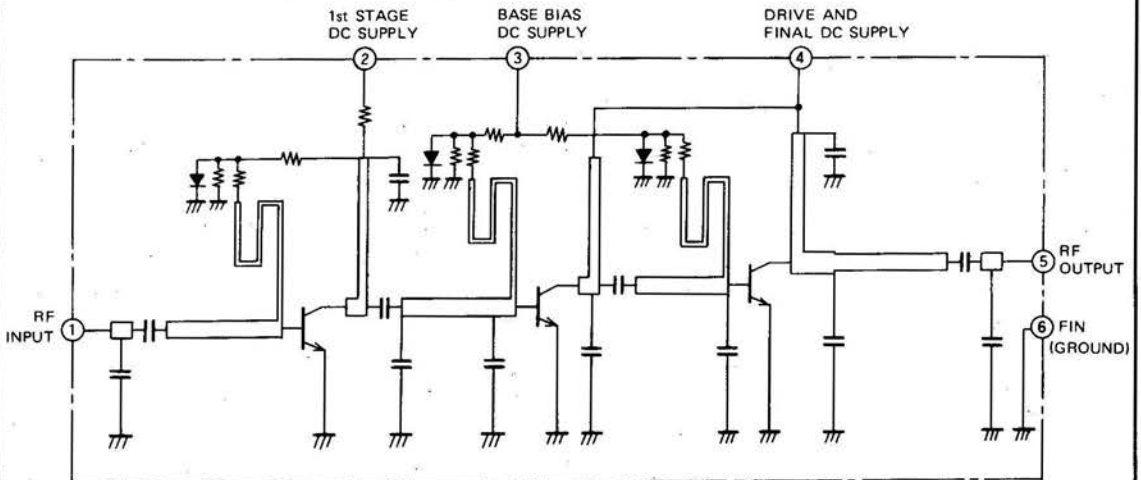 1st STAGE
DC SUPPLY
BASE BIAS
DC SUPPLY
DRIVE AND
FINAL DC SUPPLY
2
3
4
RF
INPUT
1
5
RF
OUTPUT
6
FIN
(GROUND)